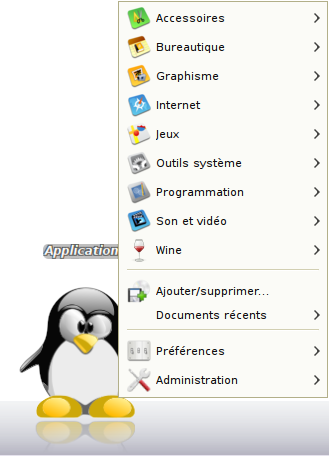 Accessoires
Bureautique
Graphisme
Internet
Jeux
Outils système
Programmation
Son et vidéo
Wine
Application
Ajouter/supprimer...
Documents récents
Préférences
Administration